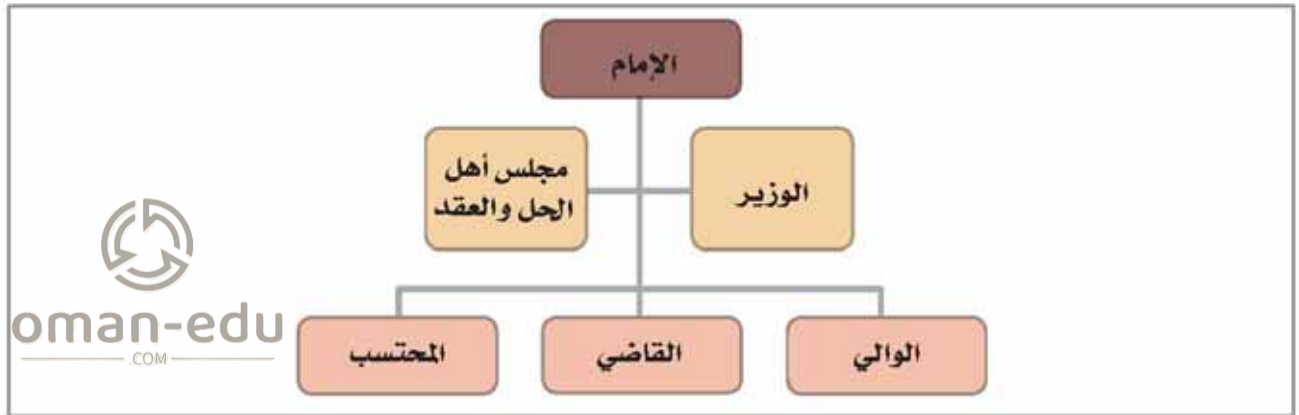 الإمام
الوزير
مجلس أهل
الحل والعقد
الوالي
القاضي
المحتسب
oman-edu
.COM